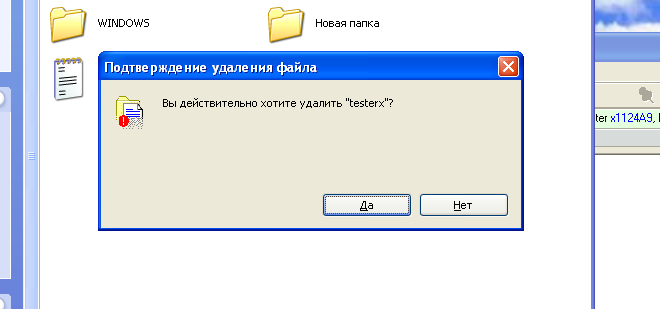 WINDOWS
Новая папка
Подтверждение удаления файла
Вы действительно хотите удалить "testerx"?
ter x1124A9,
Да
Нет